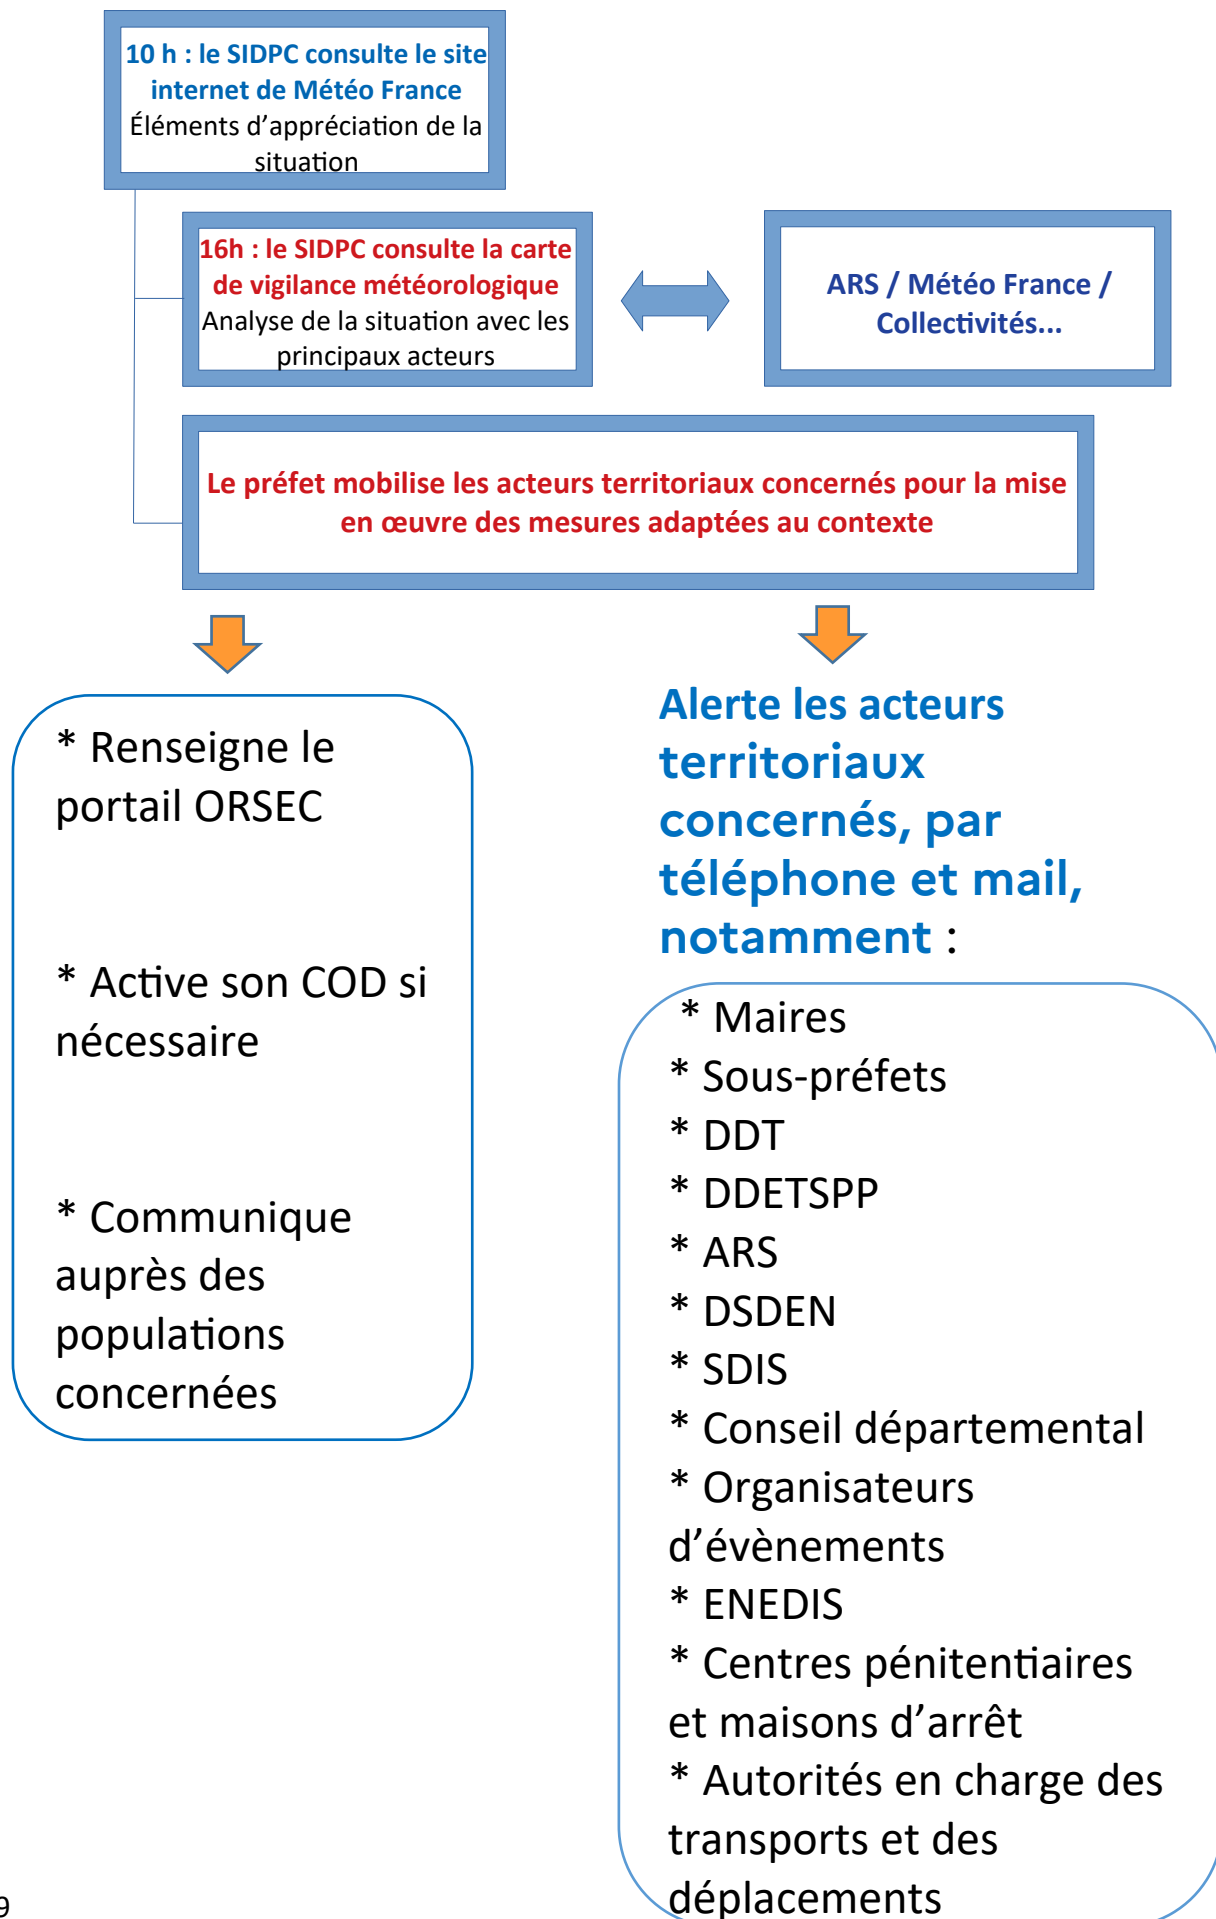 10 h : le SIDPC consulte le site
internet de Météo France
Éléments d’appréciation de la
situation
16h : le SIDPC consulte la carte
de vigilance météorologique
Analyse de la situation avec les
principaux acteurs
ARS / Météo France /
Collectivités...
Le préfet mobilise les acteurs territoriaux concernés pour la mise
en œuvre des mesures adaptées au contexte
* Renseigne le
portail ORSEC
* Active son COD si
nécessaire
* Communique
auprès des
populations
concernées
Alerte les acteurs
territoriaux
concernés, par
téléphone et mail,
notamment :
* Maires
* Sous-préfets
* DDT
* DDETSPP
* ARS
* DSDEN
* SDIS
* Conseil départemental
* Organisateurs
d’évènements
* ENEDIS
* Centres pénitentiaires
et maisons d’arrêt
* Autorités en charge des
transports et des
déplacements
9